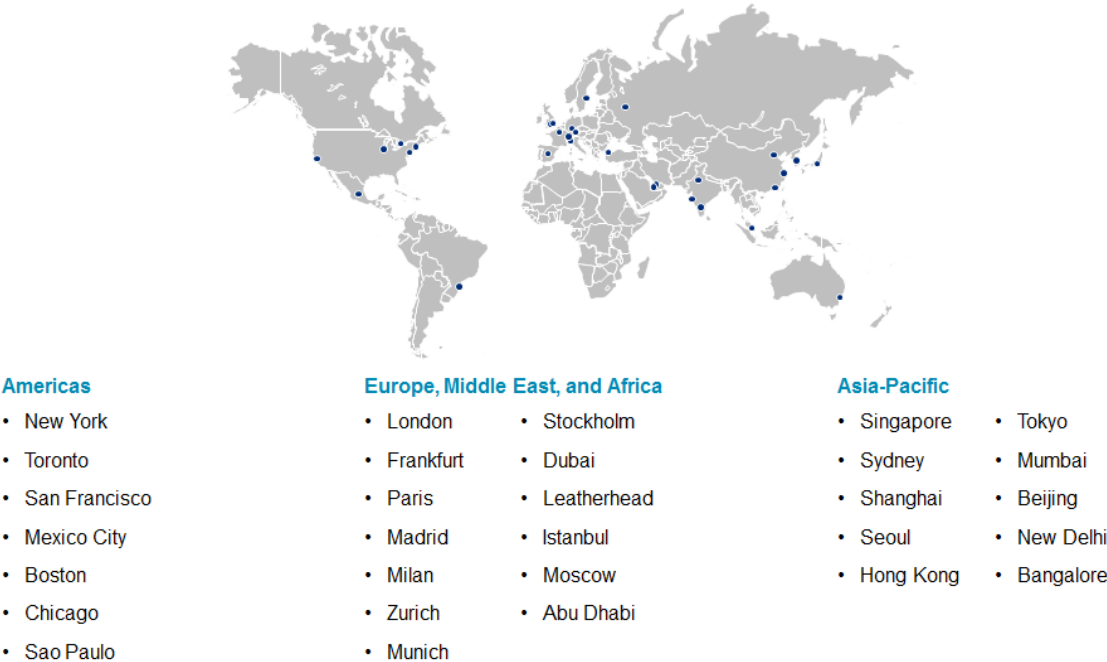 Americas
• New York
• Toronto
• San Francisco
• Mexico City
• Boston
• Chicago
• Sao Paulo
Europe, Middle East, and Africa
• London
• Frankfurt
• Paris
• Madrid
• Milan
• Zurich
• Munich
• Stockholm
• Dubai
• Leatherhead
• Istanbul
• Moscow
• Abu Dhabi
Asia-Pacific
• Singapore
• Sydney
• Shanghai
• Seoul
• Hong Kong
• Tokyo
• Mumbai
• Beijing
• New Delhi
• Bangalore